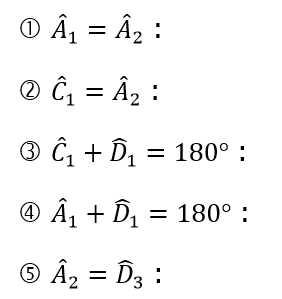 ① Â₁ = Â₂ :
② Ĉ₁ = Â₂ :
③ Ĉ₁ + D̂₁ = 180° :
④ Â₁ + D̂₁ = 180° :
⑤ Â₂ = D̂₃ :